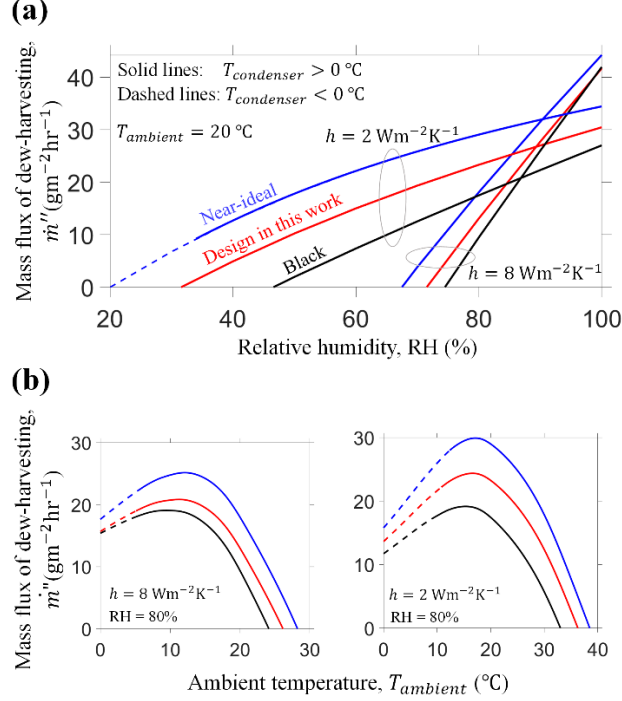 (a)
Mass flux of dew-harvesting,
ṁ″(gm⁻²hr⁻¹)
40
30
20
10
0
Solid lines: T_condenser > 0 °C
Dashed lines: T_condenser < 0 °C
T_ambient = 20 °C
h = 2 Wm⁻²K⁻¹
Near-ideal
Design in this work
Black
h = 8 Wm⁻²K⁻¹
20 40 60 80 100
Relative humidity, RH (%)
(b)
Mass flux of dew-harvesting,
ṁ″(gm⁻²hr⁻¹)
30
20
10
0
h = 8 Wm⁻²K⁻¹
RH = 80%
0 10 20 30
30
20
10
0
h = 2 Wm⁻²K⁻¹
RH = 80%
0 10 20 30 40
Ambient temperature, T_ambient (℃)